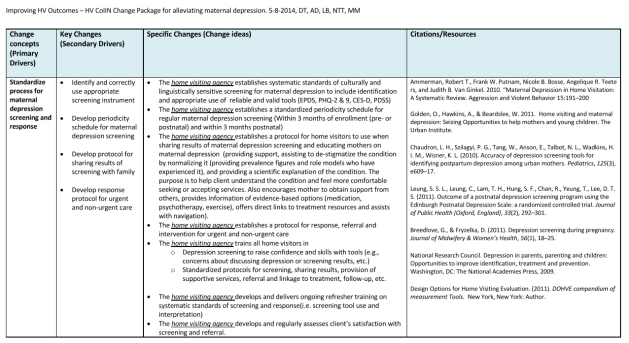 Improving HV Outcomes – HV CoIIN Change Package for alleviating maternal depression. 5-8-2014, DT, AD, LB, NTT, MM
Change
concepts
(Primary
Drivers)
Key Changes
(Secondary Drivers)
Specific Changes (Change ideas)
Citations/Resources
Standardize
process for
maternal
depression
screening and
response
• Identify and correctly
use appropriate
screening instrument
• Develop periodicity
schedule for maternal
depression screening
• Develop protocol for
sharing results of
screening with family
• Develop response
protocol for urgent
and non-urgent care
• The home visiting agency establishes systematic standards of culturally and
linguistically sensitive screening for maternal depression to include identification
and appropriate use of reliable and valid tools (EPDS, PHQ-2 & 9, CES-D, PDSS)
• The home visiting agency establishes a standardized periodicity schedule for
regular maternal depression screening (Within 3 months of enrollment (pre- or
postnatal) and within 3 months postnatal)
• The home visiting agency establishes a protocol for home visitors to use when
sharing results of maternal depression screening and educating mothers on
maternal depression (providing support, assisting to de-stigmatize the condition
by normalizing it (providing prevalence figures and role models who have
experienced it), and providing a scientific explanation of the condition. The
purpose is to help client understand the condition and feel more comfortable
seeking or accepting services. Also encourages mother to obtain support from
others, provides information of evidence-based options (medication,
psychotherapy, exercise), offers direct links to treatment resources and assists
with navigation).
• The home visiting agency establishes a protocol for response, referral and
intervention for urgent and non-urgent care
• The home visiting agency trains all home visitors in
o Depression screening to raise confidence and skills with tools (e.g.,
concerns about discussing depression or screening results, etc.)
o Standardized protocols for screening, sharing results, provision of
supportive services, referral and linkage to treatment, follow-up, etc.
• The home visiting agency develops and delivers ongoing refresher training on
systematic standards of screening and response(i.e. screening tool use and
interpretation)
• The home visiting agency develops and regularly assesses client's satisfaction with
screening and referral.
Ammerman, Robert T., Frank W. Putnam, Nicole B. Bosse, Angelique R. Teete
rs, and Judith B. Van Ginkel. 2010. "Maternal Depression in Home Visitation:
A Systematic Review. Aggression and Violent Behavior 15:191–200
Golden, O., Hawkins, A., & Beardslee, W. 2011. Home visiting and maternal
depression: Seizing Opportunities to help mothers and young children. The
Urban Institute.
Chaudron, L. H., Szilagyi, P. G., Tang, W., Anson, E., Talbot, N. L., Wadkins, H.
I. M., Wisner, K. L. (2010). Accuracy of depression screening tools for
identifying postpartum depression among urban mothers. Pediatrics, 125(3),
e609–17.
Leung, S. S. L., Leung, C., Lam, T. H., Hung, S. F., Chan, R., Yeung, T., Lee, D. T.
S. (2011). Outcome of a postnatal depression screening program using the
Edinburgh Postnatal Depression Scale: a randomized controlled trial. Journal
of Public Health (Oxford, England), 33(2), 292–301.
Breedlove, G., & Fryzelka, D. (2011). Depression screening during pregnancy.
Journal of Midwifery & Women's Health, 56(1), 18–25.
National Research Council. Depression in parents, parenting and children:
Opportunities to improve identification, treatment and prevention.
Washington, DC: The National Academies Press, 2009.
Design Options for Home Visiting Evaluation. (2011). DOHVE compendium of
measurement Tools. New York, New York: Author.